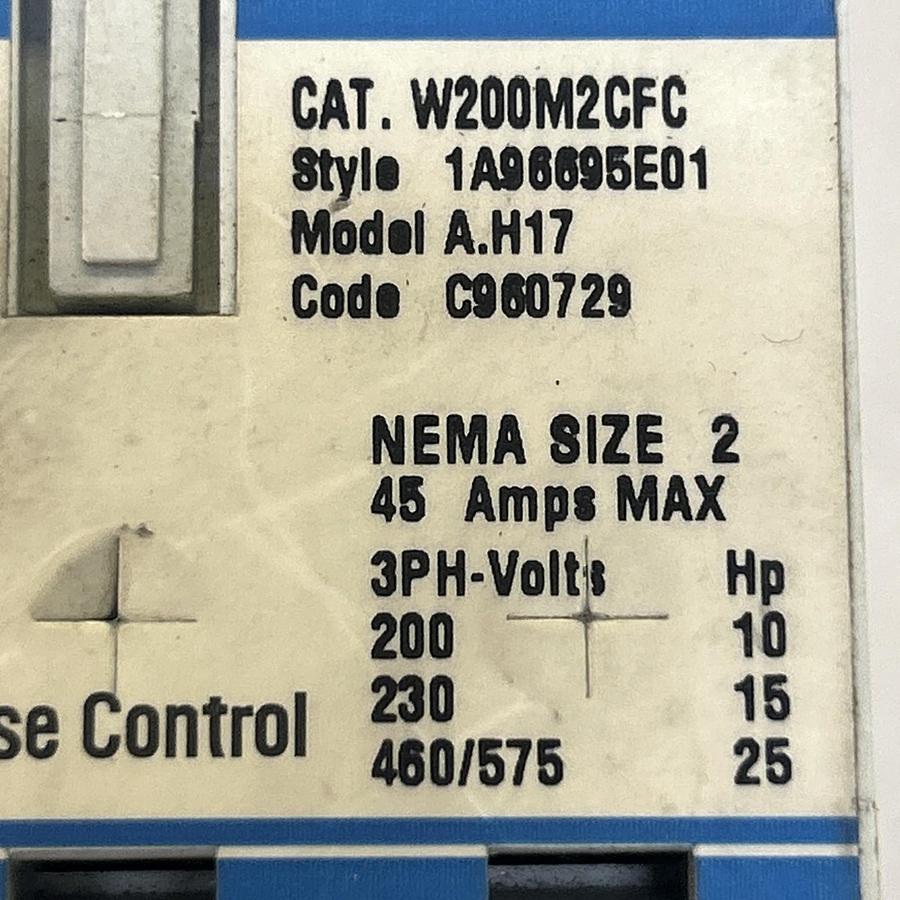 CAT. W200M2CFC
Style 1A96695E01
Model A.H17
Code C960729
NEMA SIZE 2
45 Amps MAX
3PH-Volts Hp
200 10
230 15
460/575 25
se Control